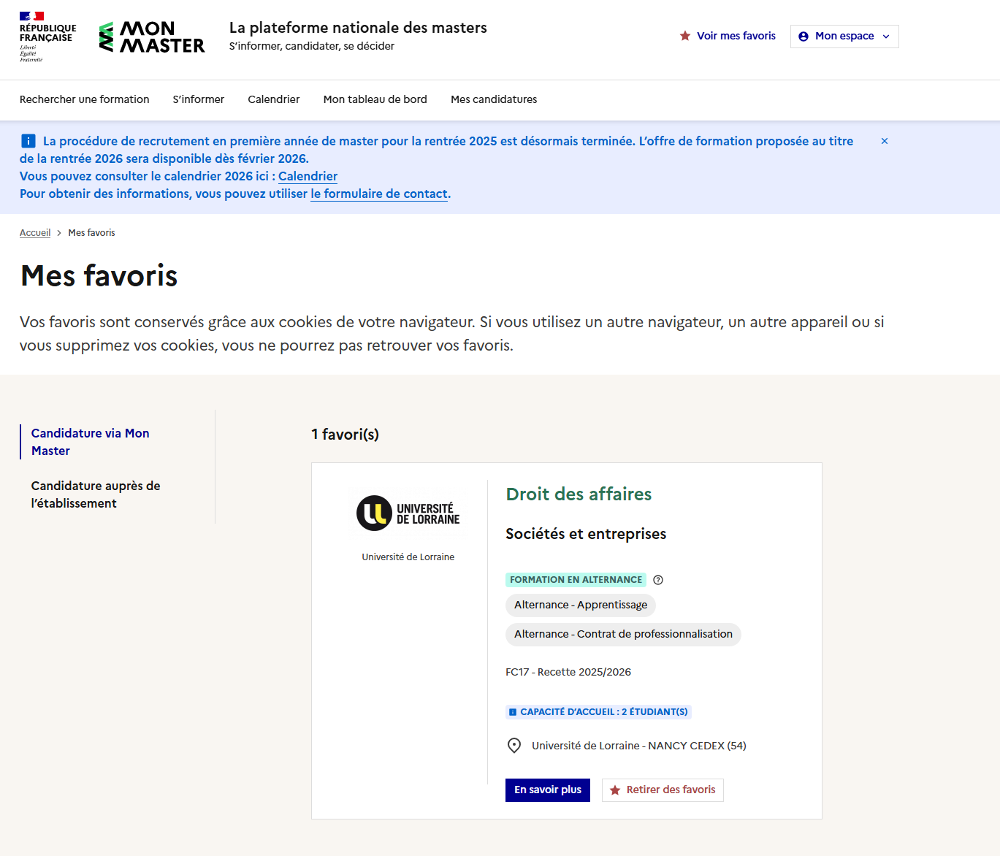 RÉPUBLIQUE
FRANÇAISE
Liberté
Égalité
Fraternité
MON
MASTER
La plateforme nationale des masters
S’informer, candidater, se décider
Voir mes favoris
Mon espace
Rechercher une formation
S’informer
Calendrier
Mon tableau de bord
Mes candidatures
La procédure de recrutement en première année de master pour la rentrée 2025 est désormais terminée. L’offre de formation proposée au titre
de la rentrée 2026 sera disponible dès février 2026.
Vous pouvez consulter le calendrier 2026 ici : Calendrier
Pour obtenir des informations, vous pouvez utiliser le formulaire de contact.
Accueil
Mes favoris
Mes favoris
Vos favoris sont conservés grâce aux cookies de votre navigateur. Si vous utilisez un autre navigateur, un autre appareil ou si
vous supprimez vos cookies, vous ne pourrez pas retrouver vos favoris.
Candidature via Mon
Master
Candidature auprès de
l’établissement
1 favori(s)
UNIVERSITÉ
DE LORRAINE
Université de Lorraine
Droit des affaires
Sociétés et entreprises
FORMATION EN ALTERNANCE
Alternance - Apprentissage
Alternance - Contrat de professionnalisation
FC17 - Recette 2025/2026
CAPACITÉ D’ACCUEIL : 2 ÉTUDIANT(S)
Université de Lorraine - NANCY CEDEX (54)
En savoir plus
Retirer des favoris